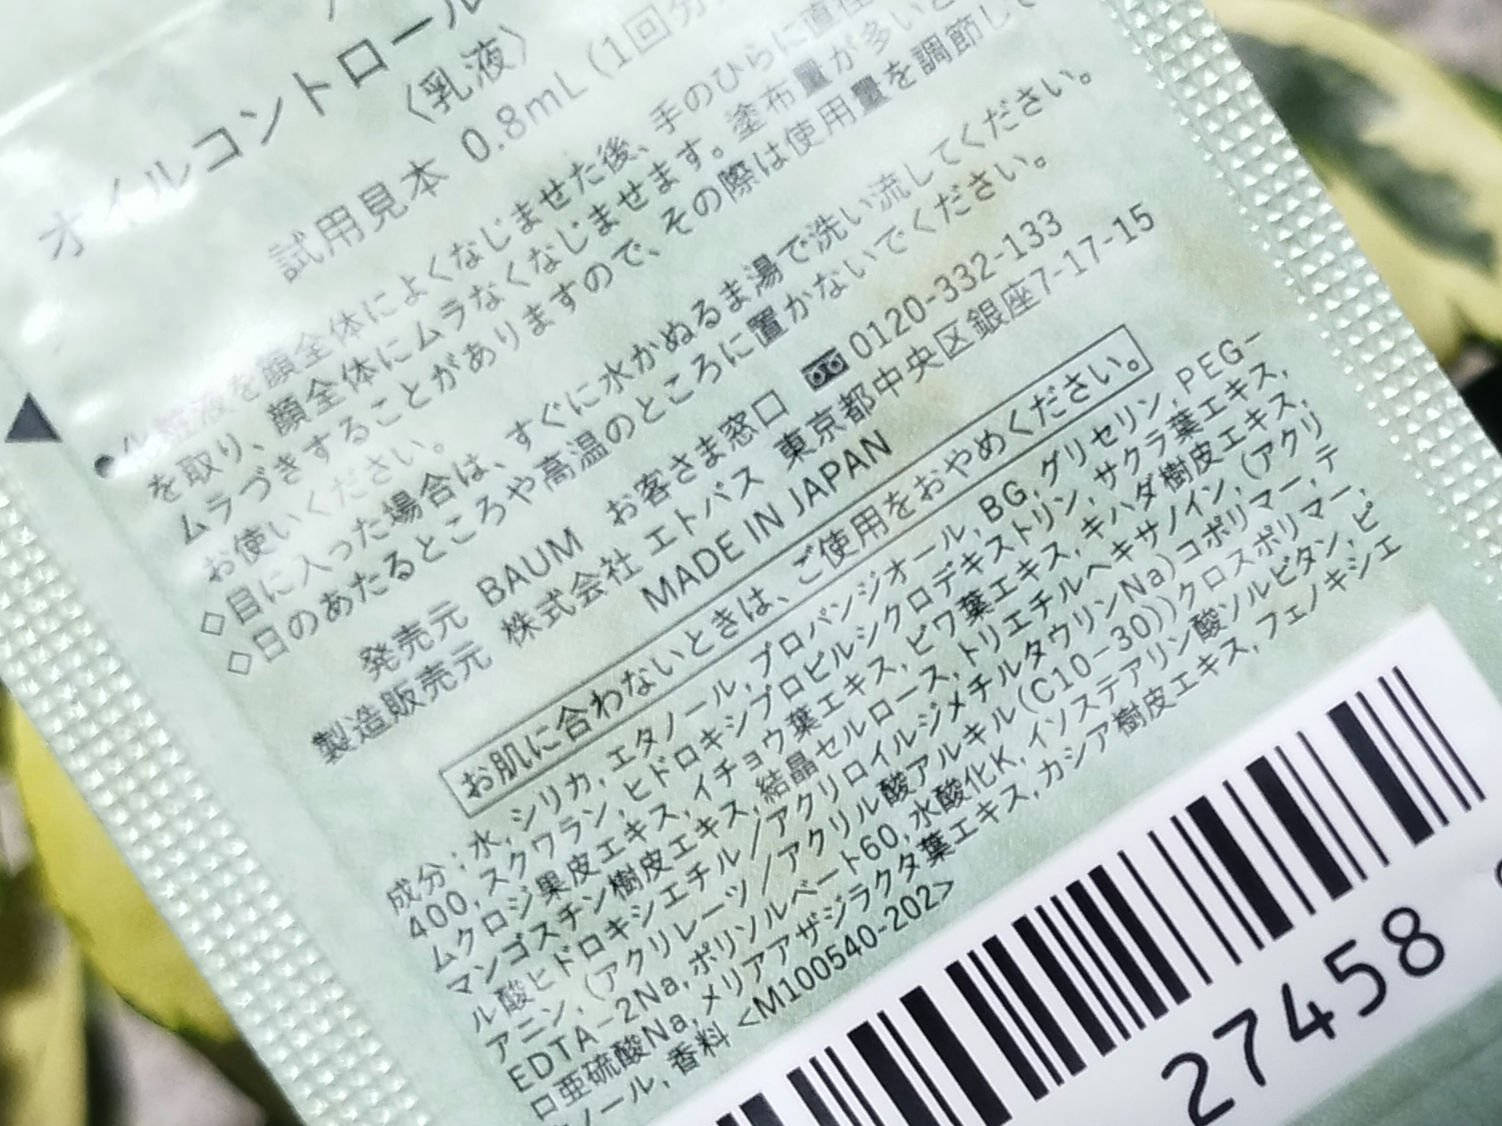 オイルコントロール
〈乳液〉
試用見本 0.8mL (1回分
を顔全体によくなじませた後、手のひらに直径
を取り、顔全体にムラなくなじませます。塗布量が多いと
ムラづきすることがありますので、その際は使用量を調節して
お使いください。
◇目に入った場合は、すぐに水かぬるま湯で洗い流してください。
◇日のあたるところや高温のところに置かないでください。
発売元 BAUM お客さま窓口 0120-332-133
製造販売元 株式会社 エトバス 東京都中央区銀座7-17-15
MADE IN JAPAN
お肌に合わないときは、ご使用をおやめください。
成分：水, シリカ, エタノール, プロパンジオール, BG, グリセリン, PEG-
400, スクワラン, ヒドロキシプロピルシクロデキストリン, サクラ葉エキス,
ムクロジ果皮エキス, イチョウ葉エキス, ビワ葉エキス, キハダ樹皮エキス,
マンゴスチン樹皮エキス, 結晶セルロース, トリエチルヘキサノイン, (アクリ
ル酸ヒドロキシエチル／アクリロイルジメチルタウリンNa)コポリマー, テ
アニン, (アクリレーツ／アクリル酸アルキル(C10-30))クロスポリマー,
EDTA-2Na, ポリソルベート60, 水酸化K, イソステアリン酸ソルビタン, ピ
ロ亜硫酸Na, メリアアザジラクタ葉エキス, カシア樹皮エキス, フェノキシエ
タノール, 香料 <M100540-202>
27458